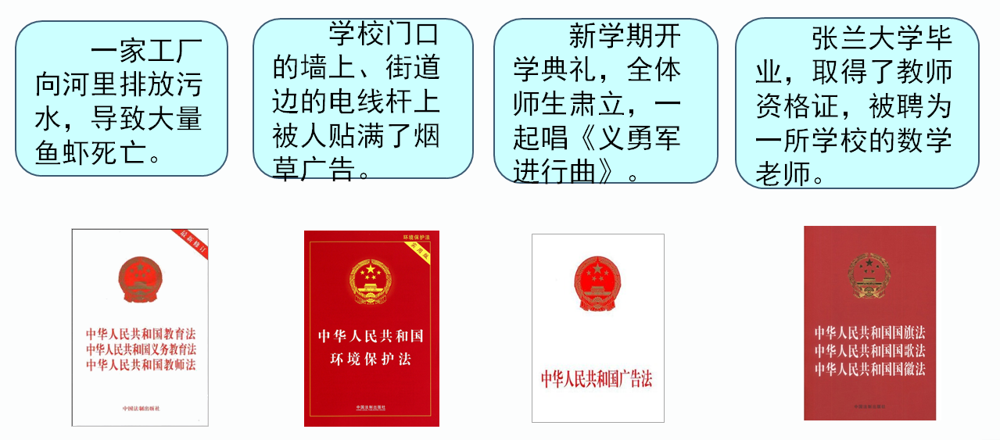 一家工厂
向河里排放污
水，导致大量
鱼虾死亡。
学校门口
的墙上、街道
边的电线杆上
被人贴满了烟
草广告。
新学期开
学典礼，全体
师生肃立，一
起唱《义勇军
进行曲》。
张兰大学毕
业，取得了教师
资格证，被聘为
一所学校的数学
老师。
最新修订
中华人民共和国教育法
中华人民共和国义务教育法
中华人民共和国教师法
中国法制出版社
环境保护法
实用版
中华人民共和国
环境保护法
中国法制出版社
中华人民共和国广告法
中华人民共和国国旗法
中华人民共和国国歌法
中华人民共和国国徽法
中国法制出版社